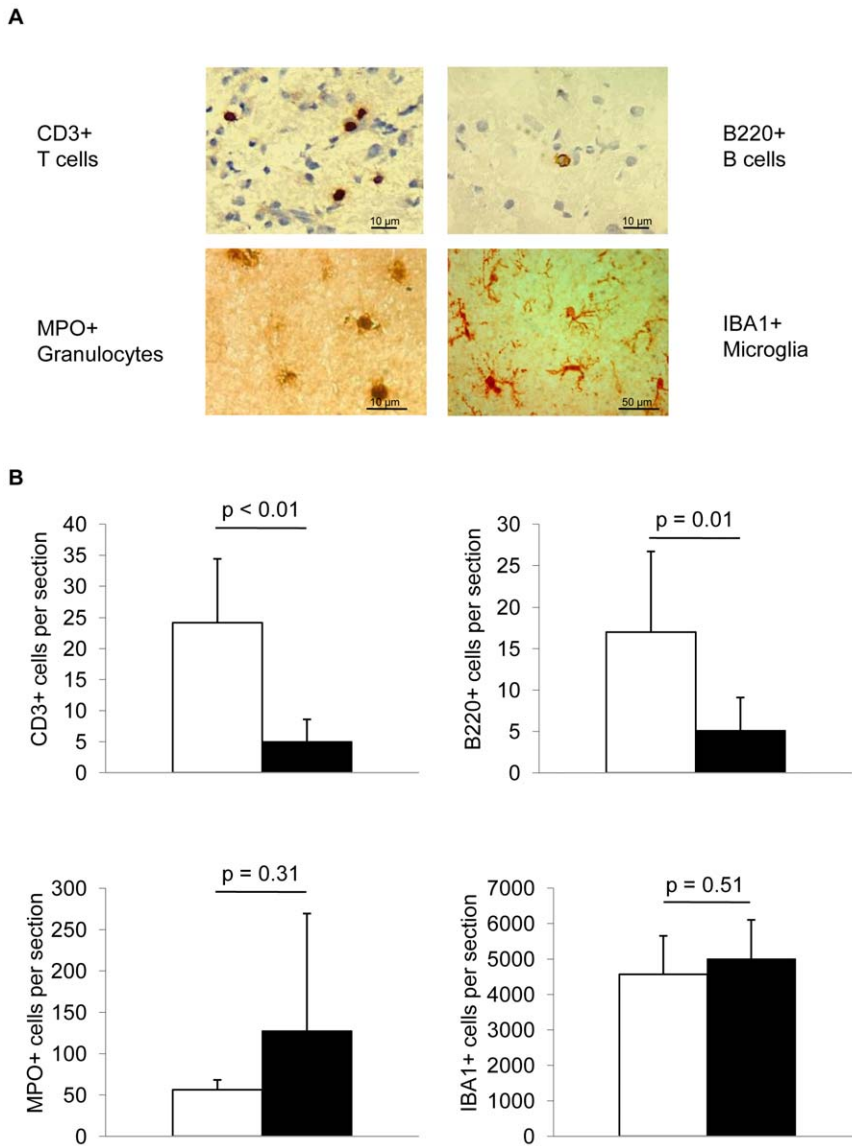 A
CD3+
T cells
10 µm
10 µm
B220+
B cells
MPO+
Granulocytes
10 µm
50 µm
IBA1+
Microglia
B
p < 0.01
40
35
30
25
20
15
10
5
0
CD3+ cells per section
p = 0.01
30
25
20
15
10
5
0
B220+ cells per section
p = 0.31
300
250
200
150
100
50
0
MPO+ cells per section
p = 0.51
7000
6000
5000
4000
3000
2000
1000
0
IBA1+ cells per section